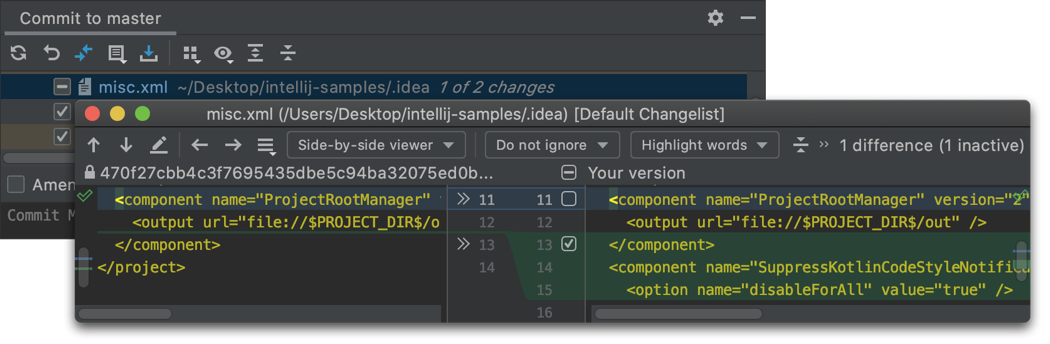 Commit to master
misc.xml ~/Desktop/intellij-samples/.idea 1 of 2 changes
misc.xml (/Users/Desktop/intellij-samples/.idea) [Default Changelist]
Side-by-side viewer Do not ignore Highlight words 1 difference (1 inactive)
470f27cbb4c3f7695435dbe5c94ba32075ed0b... Your version
Amen
Commit M
<component name="ProjectRootManager" 11 11 <component name="ProjectRootManager" version="2"
<output url="file://$PROJECT_DIR$/o 12 12 <output url="file://$PROJECT_DIR$/out" />
</component> 13 13 </component>
</project> 14 14 <component name="SuppressKotlinCodeStyleNotifica
15 <option name="disableForAll" value="true" />
16